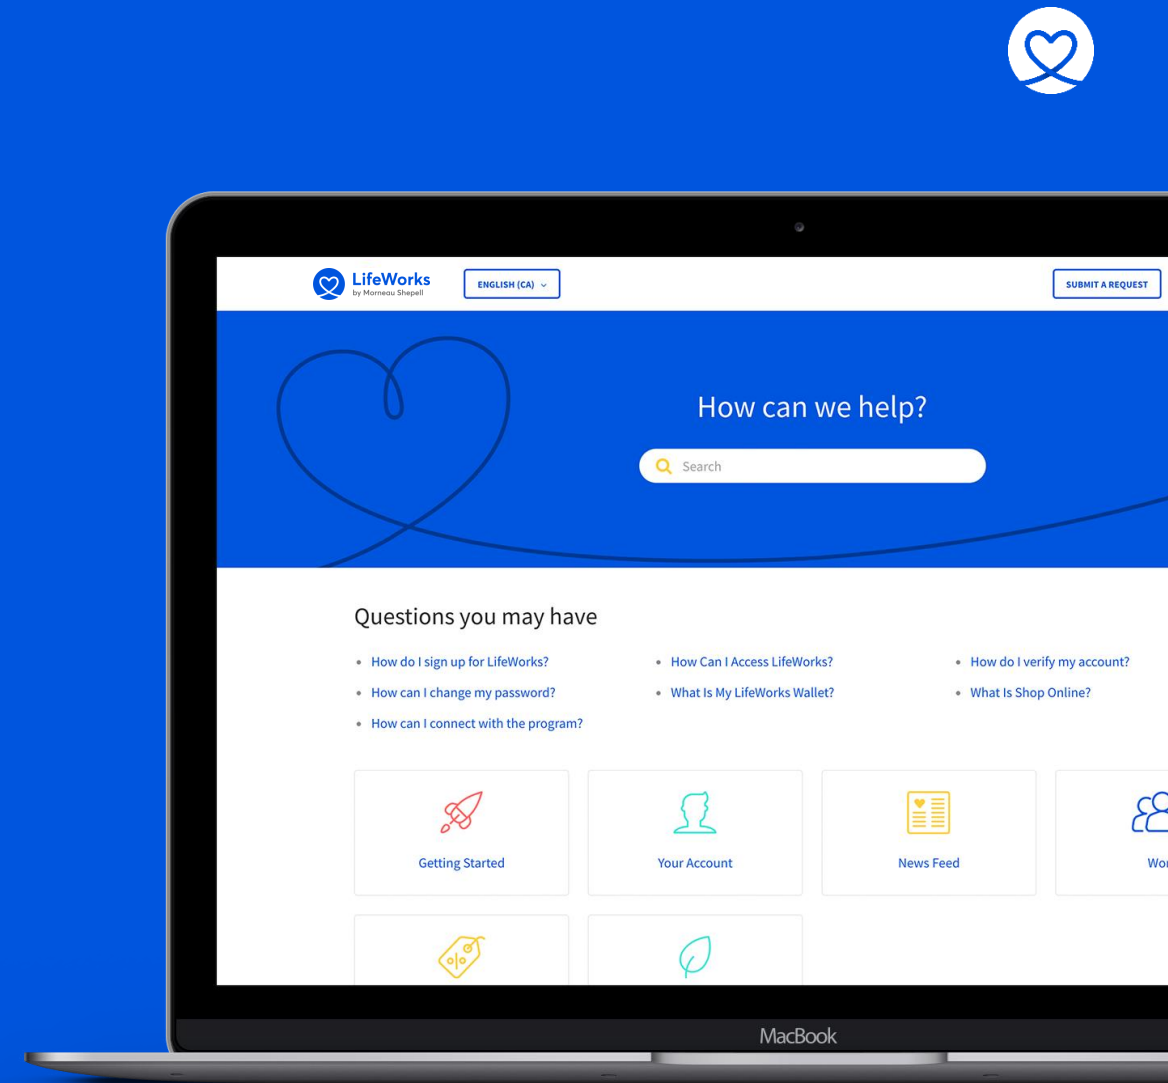 LifeWorks
by Morneau Shepell
ENGLISH (CA)
SUBMIT A REQUEST
How can we help?
Search
Questions you may have
How do I sign up for LifeWorks?
How Can I Access LifeWorks?
How do I verify my account?
How can I change my password?
What Is My LifeWorks Wallet?
What Is Shop Online?
How can I connect with the program?
Getting Started
Your Account
News Feed
MacBook